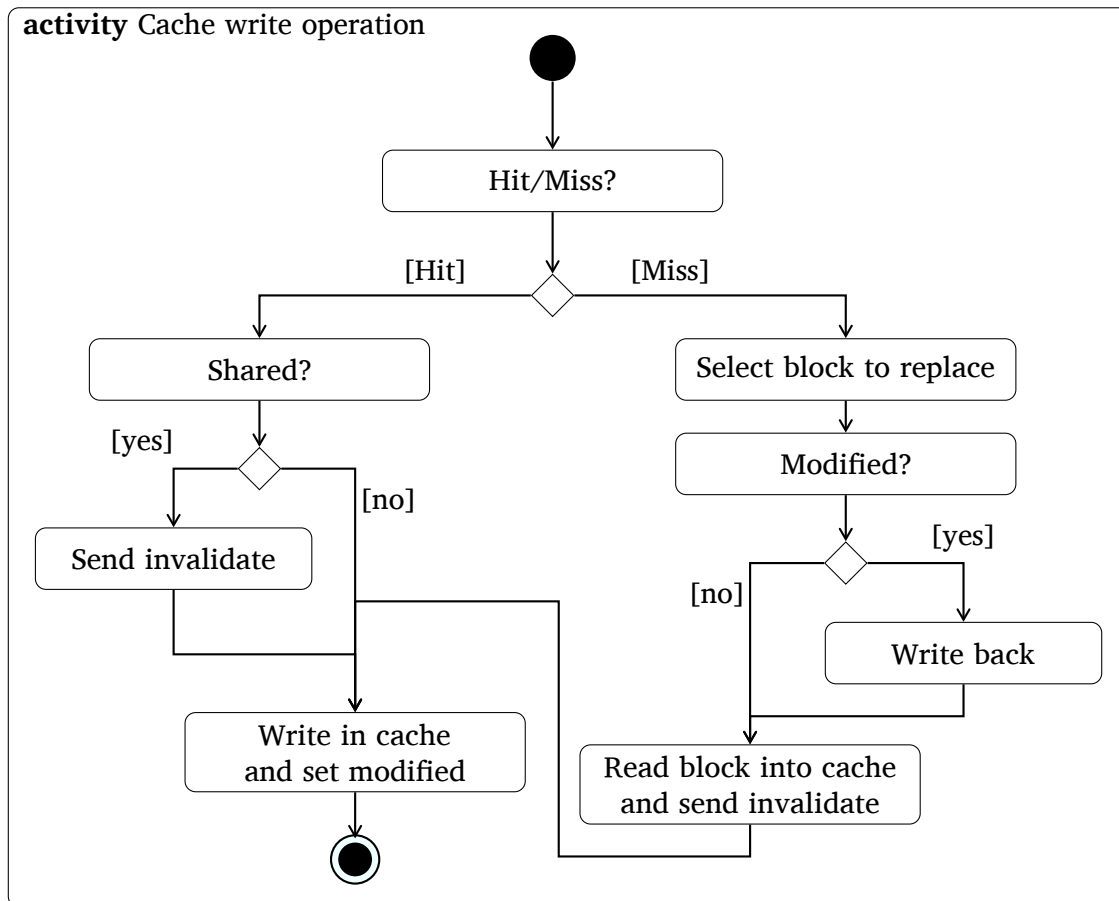 activity Cache write operation
Hit/Miss?
[Hit]
[Miss]
Shared?
Select block to replace
[yes]
Modified?
[no]
[yes]
Send invalidate
[no]
Write back
Write in cache
and set modified
Read block into cache
and send invalidate